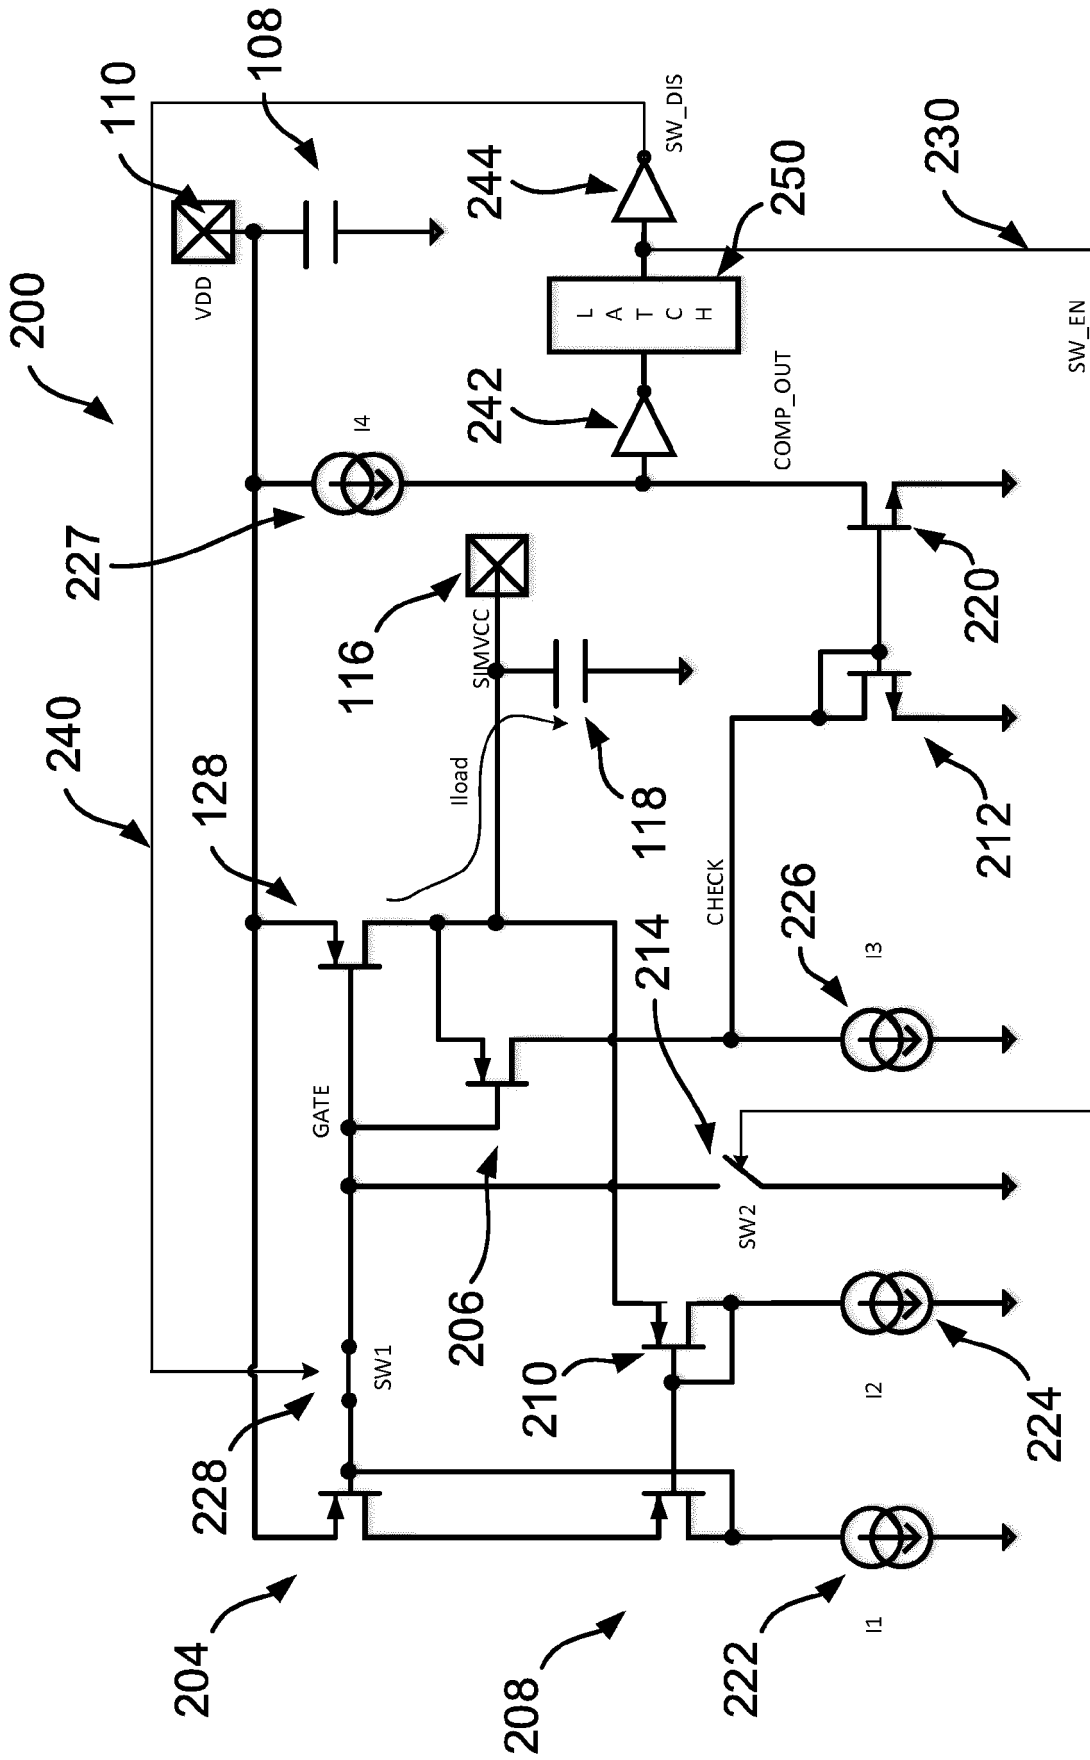 200
240
110
VDD
108
128
227
I4
204
228
SW1
GATE
Iload
116
SIMVCC
118
244
SW_DIS
242
L
A
T
C
H
250
206
210
208
214
SW2
CHECK
COMP_OUT
230
SW_EN
222
I1
224
I2
226
I3
212
220